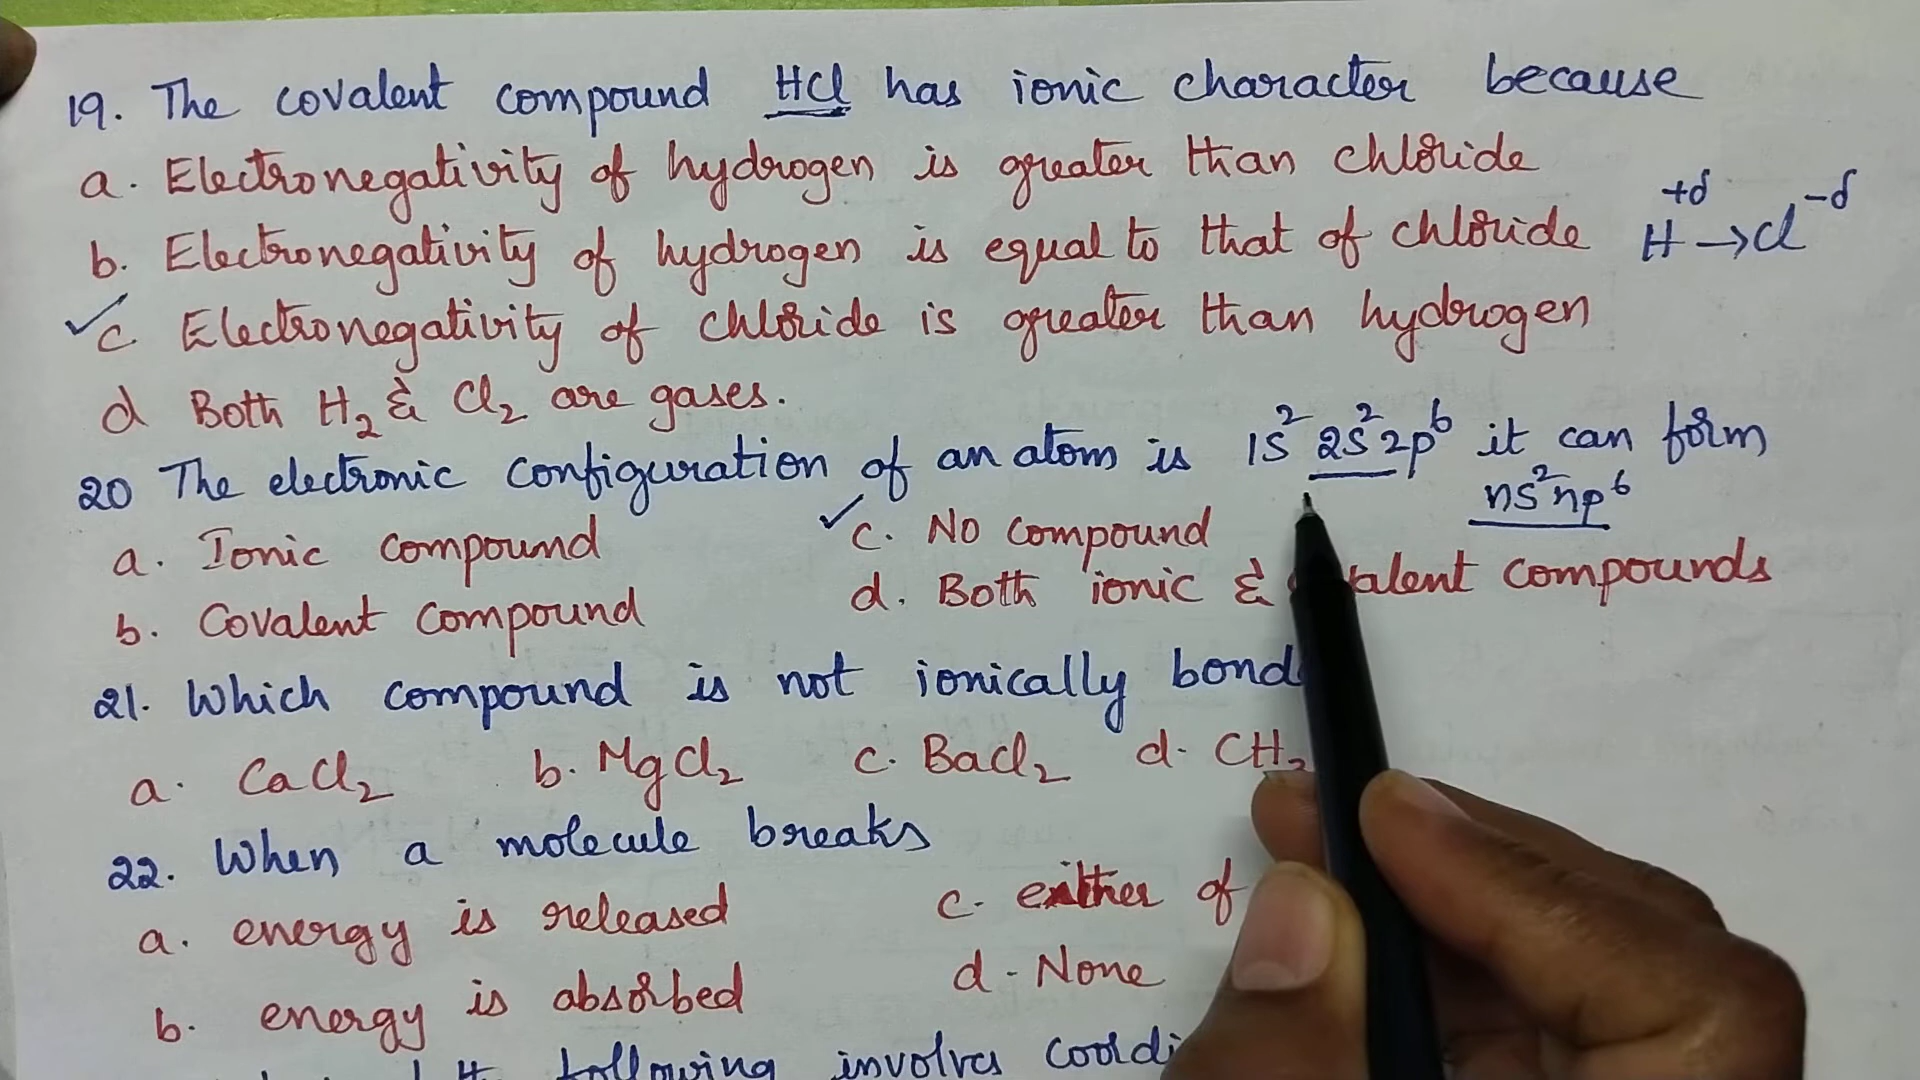 19. The covalent compound HCl has ionic character because
a. Electronegativity of hydrogen is greater than chloride
b. Electronegativity of hydrogen is equal to that of chloride H⁺ᵟ → Cl⁻ᵟ
✓ c. Electronegativity of chloride is greater than hydrogen
d Both H₂ & Cl₂ are gases.
20 The electronic configuration of an atom is 1S² 2S² 2p⁶ it can form
nS² np⁶
a. Ionic compound ✓ c. No compound
b. Covalent compound d. Both ionic & compounds
21. Which compound is not ionically
a. CaCl₂ b. MgCl₂ c. BaCl₂ d. CH
22. When a molecule breaks
a. energy is released c. either of
b. energy is absorbed d. None
following involves